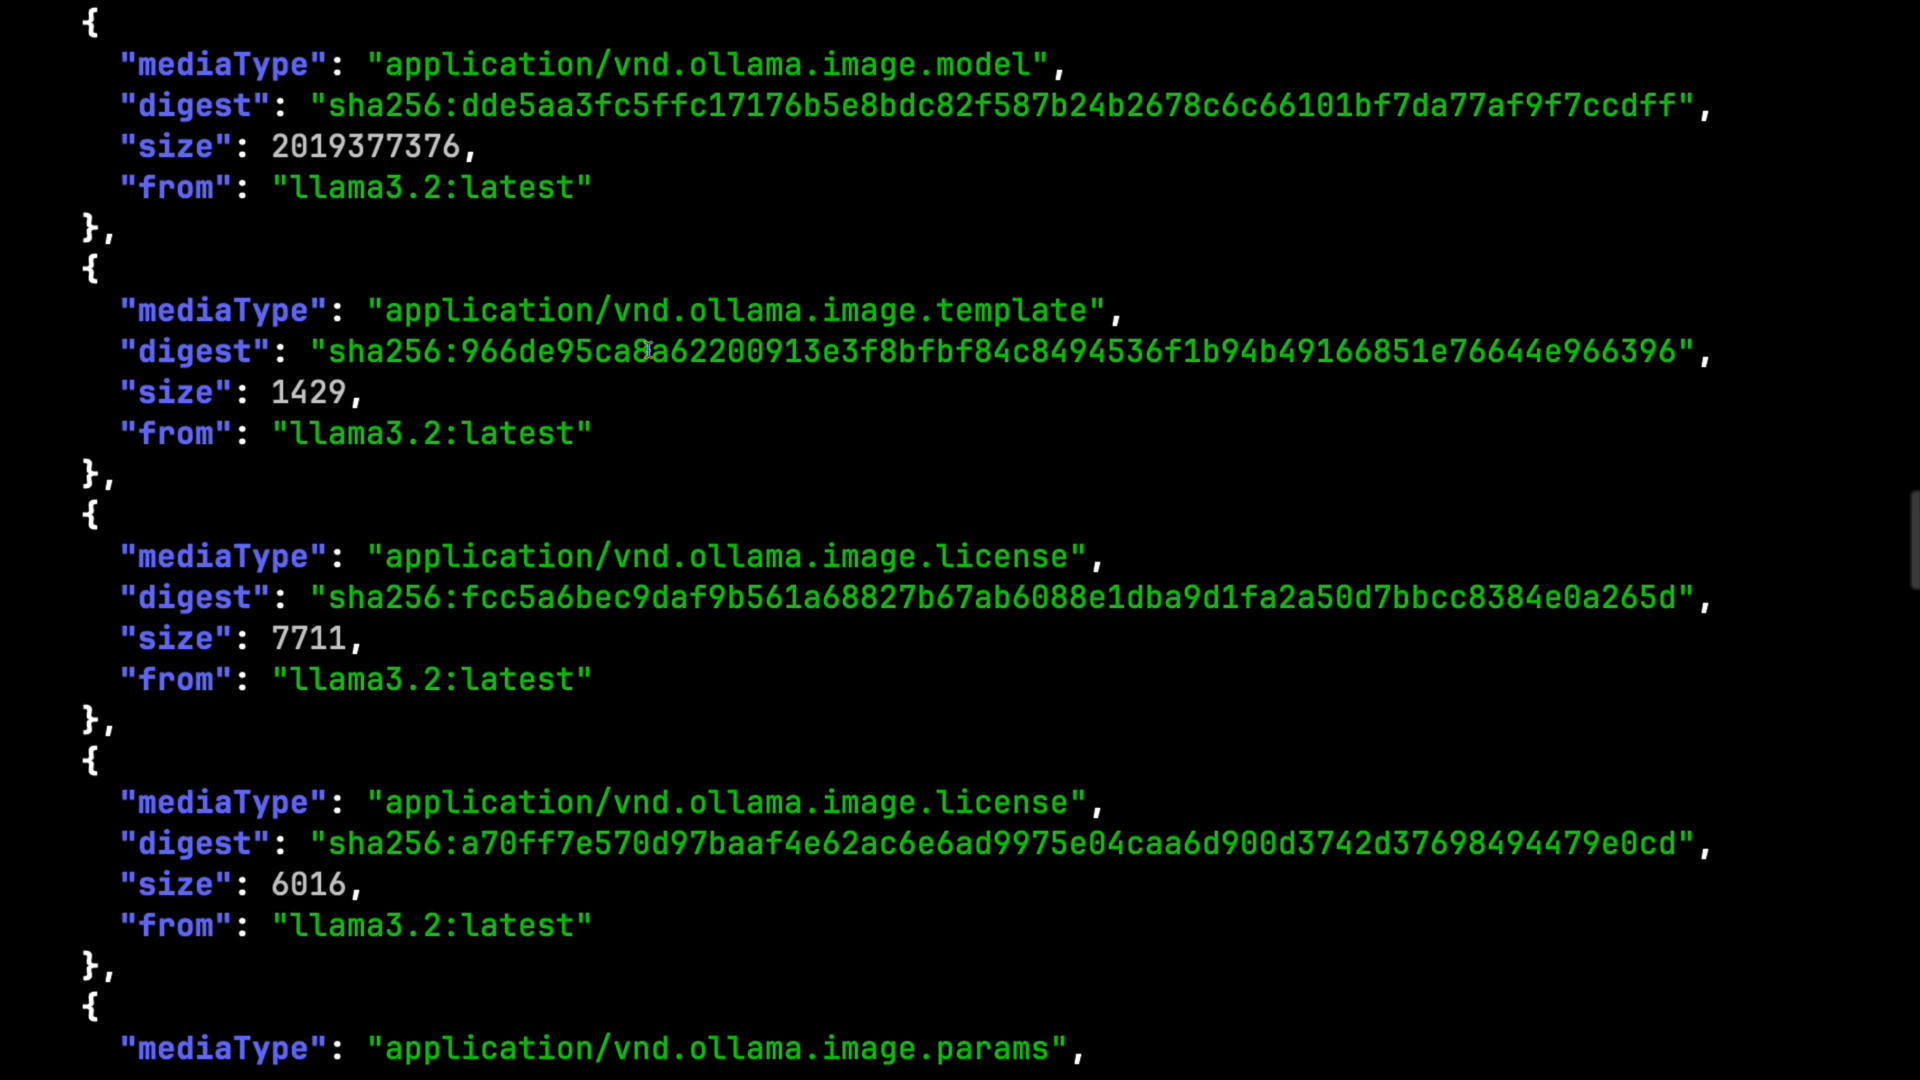 {
"mediaType": "application/vnd.ollama.image.model",
"digest": "sha256:dde5aa3fc5ffc17176b5e8bdc82f587b24b2678c6c66101bf7da77af9f7ccdff",
"size": 2019377376,
"from": "llama3.2:latest"
},
{
"mediaType": "application/vnd.ollama.image.template",
"digest": "sha256:966de95ca8a62200913e3f8bfbf84c8494536f1b94b49166851e76644e966396",
"size": 1429,
"from": "llama3.2:latest"
},
{
"mediaType": "application/vnd.ollama.image.license",
"digest": "sha256:fcc5a6bec9daf9b561a68827b67ab6088e1dba9d1fa2a50d7bbcc8384e0a265d",
"size": 7711,
"from": "llama3.2:latest"
},
{
"mediaType": "application/vnd.ollama.image.license",
"digest": "sha256:a70ff7e570d97baaf4e62ac6e6ad9975e04caa6d900d3742d37698494479e0cd",
"size": 6016,
"from": "llama3.2:latest"
},
{
"mediaType": "application/vnd.ollama.image.params",